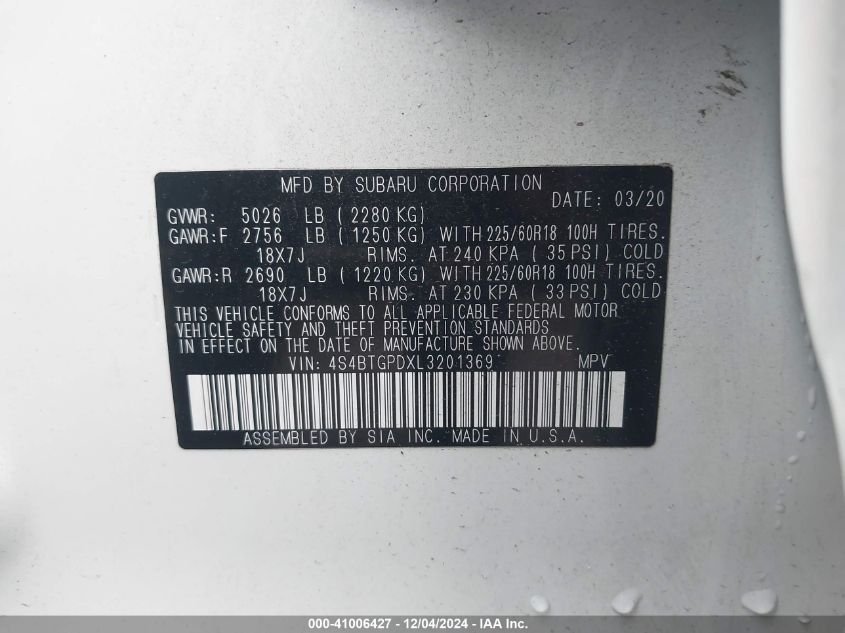 MFD BY SUBARU CORPORATION
DATE: 03/20
GVWR: 5026 LB ( 2280 KG)
GAWR:F 2756 LB ( 1250 KG) WITH 225/60R18 100H TIRES.
18X7J RIMS. AT 240 KPA ( 35 PSI) COLD
GAWR:R 2690 LB ( 1220 KG) WITH 225/60R18 100H TIRES.
18X7J RIMS. AT 230 KPA ( 33 PSI) COLD
THIS VEHICLE CONFORMS TO ALL APPLICABLE FEDERAL MOTOR
VEHICLE SAFETY AND THEFT PREVENTION STANDARDS
IN EFFECT ON THE DATE OF MANUFACTURE SHOWN ABOVE.
VIN: 4S4BTGPDXL3201369 MPV
ASSEMBLED BY SIA INC. MADE IN U.S.A.
000-41006427 - 12/04/2024 - IAA Inc.